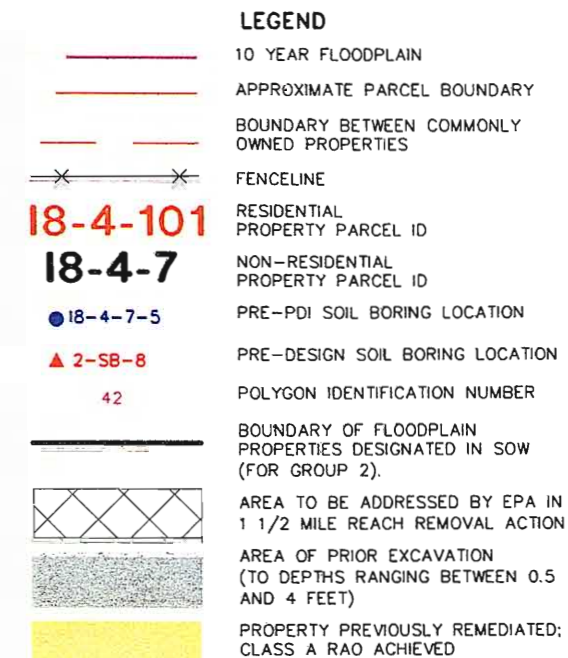 LEGEND
10 YEAR FLOODPLAIN
APPROXIMATE PARCEL BOUNDARY
BOUNDARY BETWEEN COMMONLY
OWNED PROPERTIES
FENCELINE
I8-4-101
RESIDENTIAL
PROPERTY PARCEL ID
I8-4-7
NON-RESIDENTIAL
PROPERTY PARCEL ID
I8-4-7-5
PRE-PDI SOIL BORING LOCATION
2-SB-8
PRE-DESIGN SOIL BORING LOCATION
42
POLYGON IDENTIFICATION NUMBER
BOUNDARY OF FLOODPLAIN
PROPERTIES DESIGNATED IN SOW
(FOR GROUP 2).
AREA TO BE ADDRESSED BY EPA IN
1 1/2 MILE REACH REMOVAL ACTION
AREA OF PRIOR EXCAVATION
(TO DEPTHS RANGING BETWEEN 0.5
AND 4 FEET)
PROPERTY PREVIOUSLY REMEDIATED;
CLASS A RAO ACHIEVED